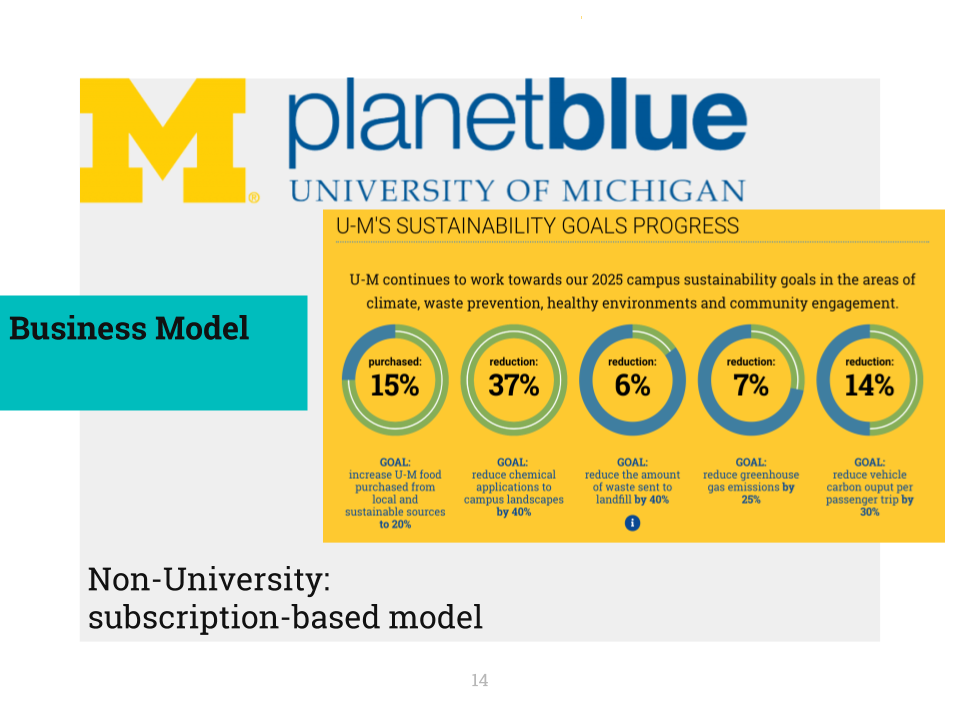 M®
planetblue
UNIVERSITY OF MICHIGAN
U-M'S SUSTAINABILITY GOALS PROGRESS
U-M continues to work towards our 2025 campus sustainability goals in the areas of
climate, waste prevention, healthy environments and community engagement.
Business Model
purchased:
15%
GOAL:
increase U-M food
purchased from
local and
sustainable sources
to 20%
reduction:
37%
GOAL:
reduce chemical
applications to
campus landscapes
by 40%
reduction:
6%
GOAL:
reduce the amount
of waste sent to
landfill by 40%
i
reduction:
7%
GOAL:
reduce greenhouse
gas emissions by
25%
reduction:
14%
GOAL:
reduce vehicle
carbon ouput per
passenger trip by
30%
Non-University:
subscription-based model
14